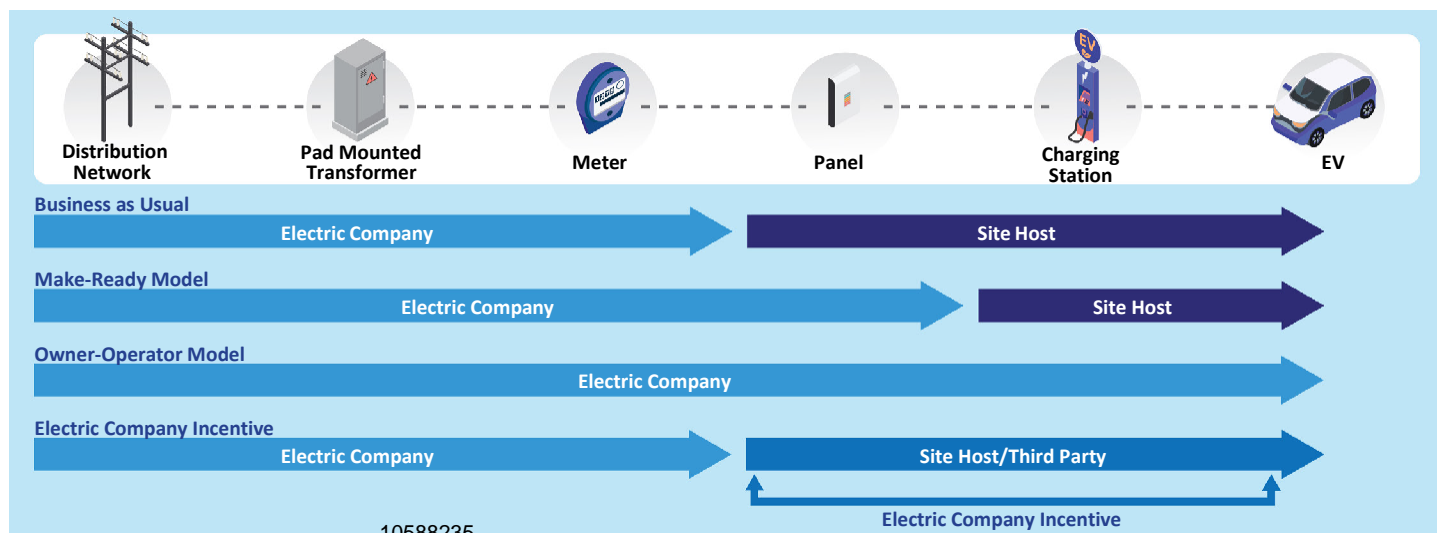 EV
Distribution
Network
Pad Mounted
Transformer
Meter
Panel
Charging
Station
EV
Business as Usual
Electric Company
Site Host
Make-Ready Model
Electric Company
Site Host
Owner-Operator Model
Electric Company
Electric Company Incentive
Electric Company
Site Host/Third Party
Electric Company Incentive
10588235